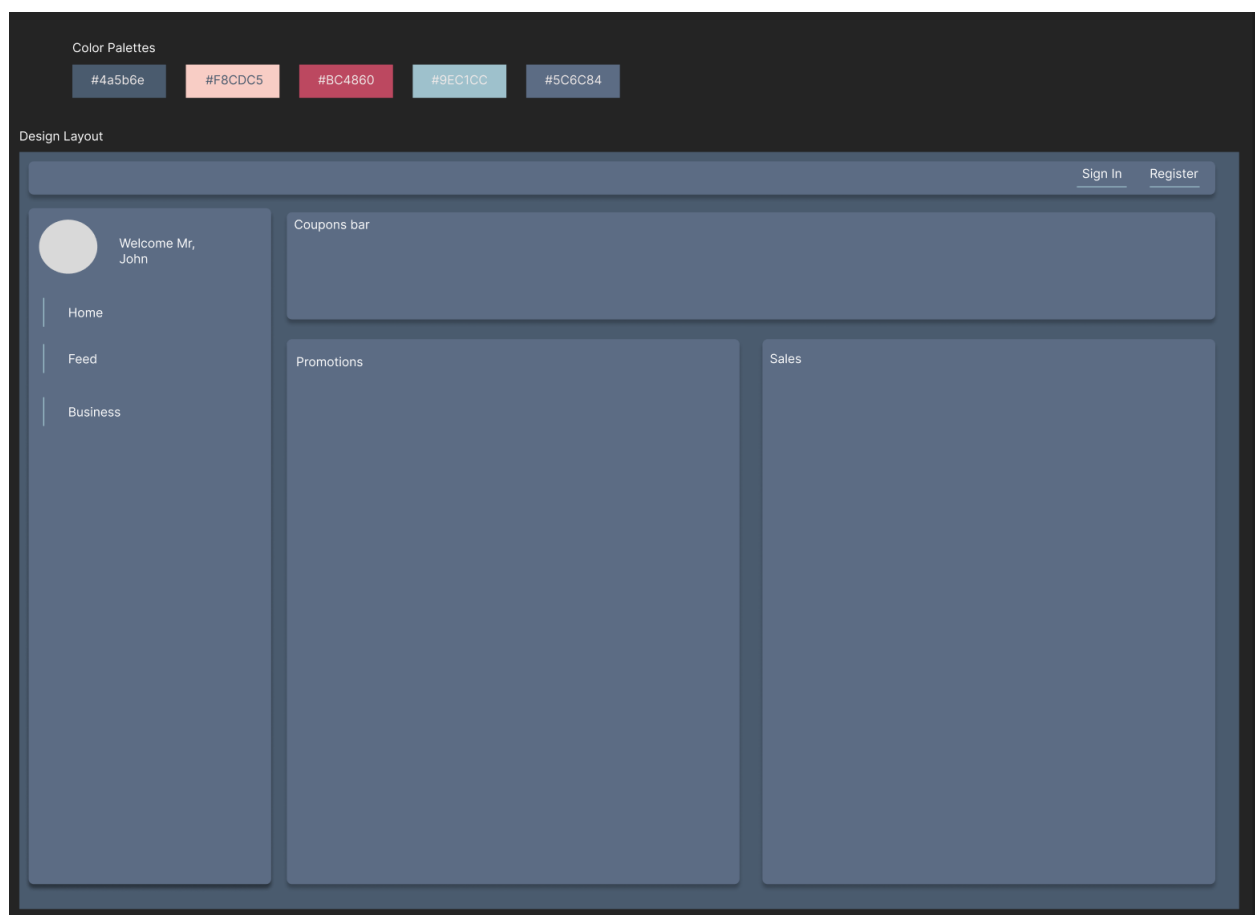 Color Palettes
#4a5b6e
#F8CDC5
#BC4860
#9EC1CC
#5C6C84
Design Layout
Sign In
Register
Welcome Mr,
John
Home
Feed
Business
Coupons bar
Promotions
Sales